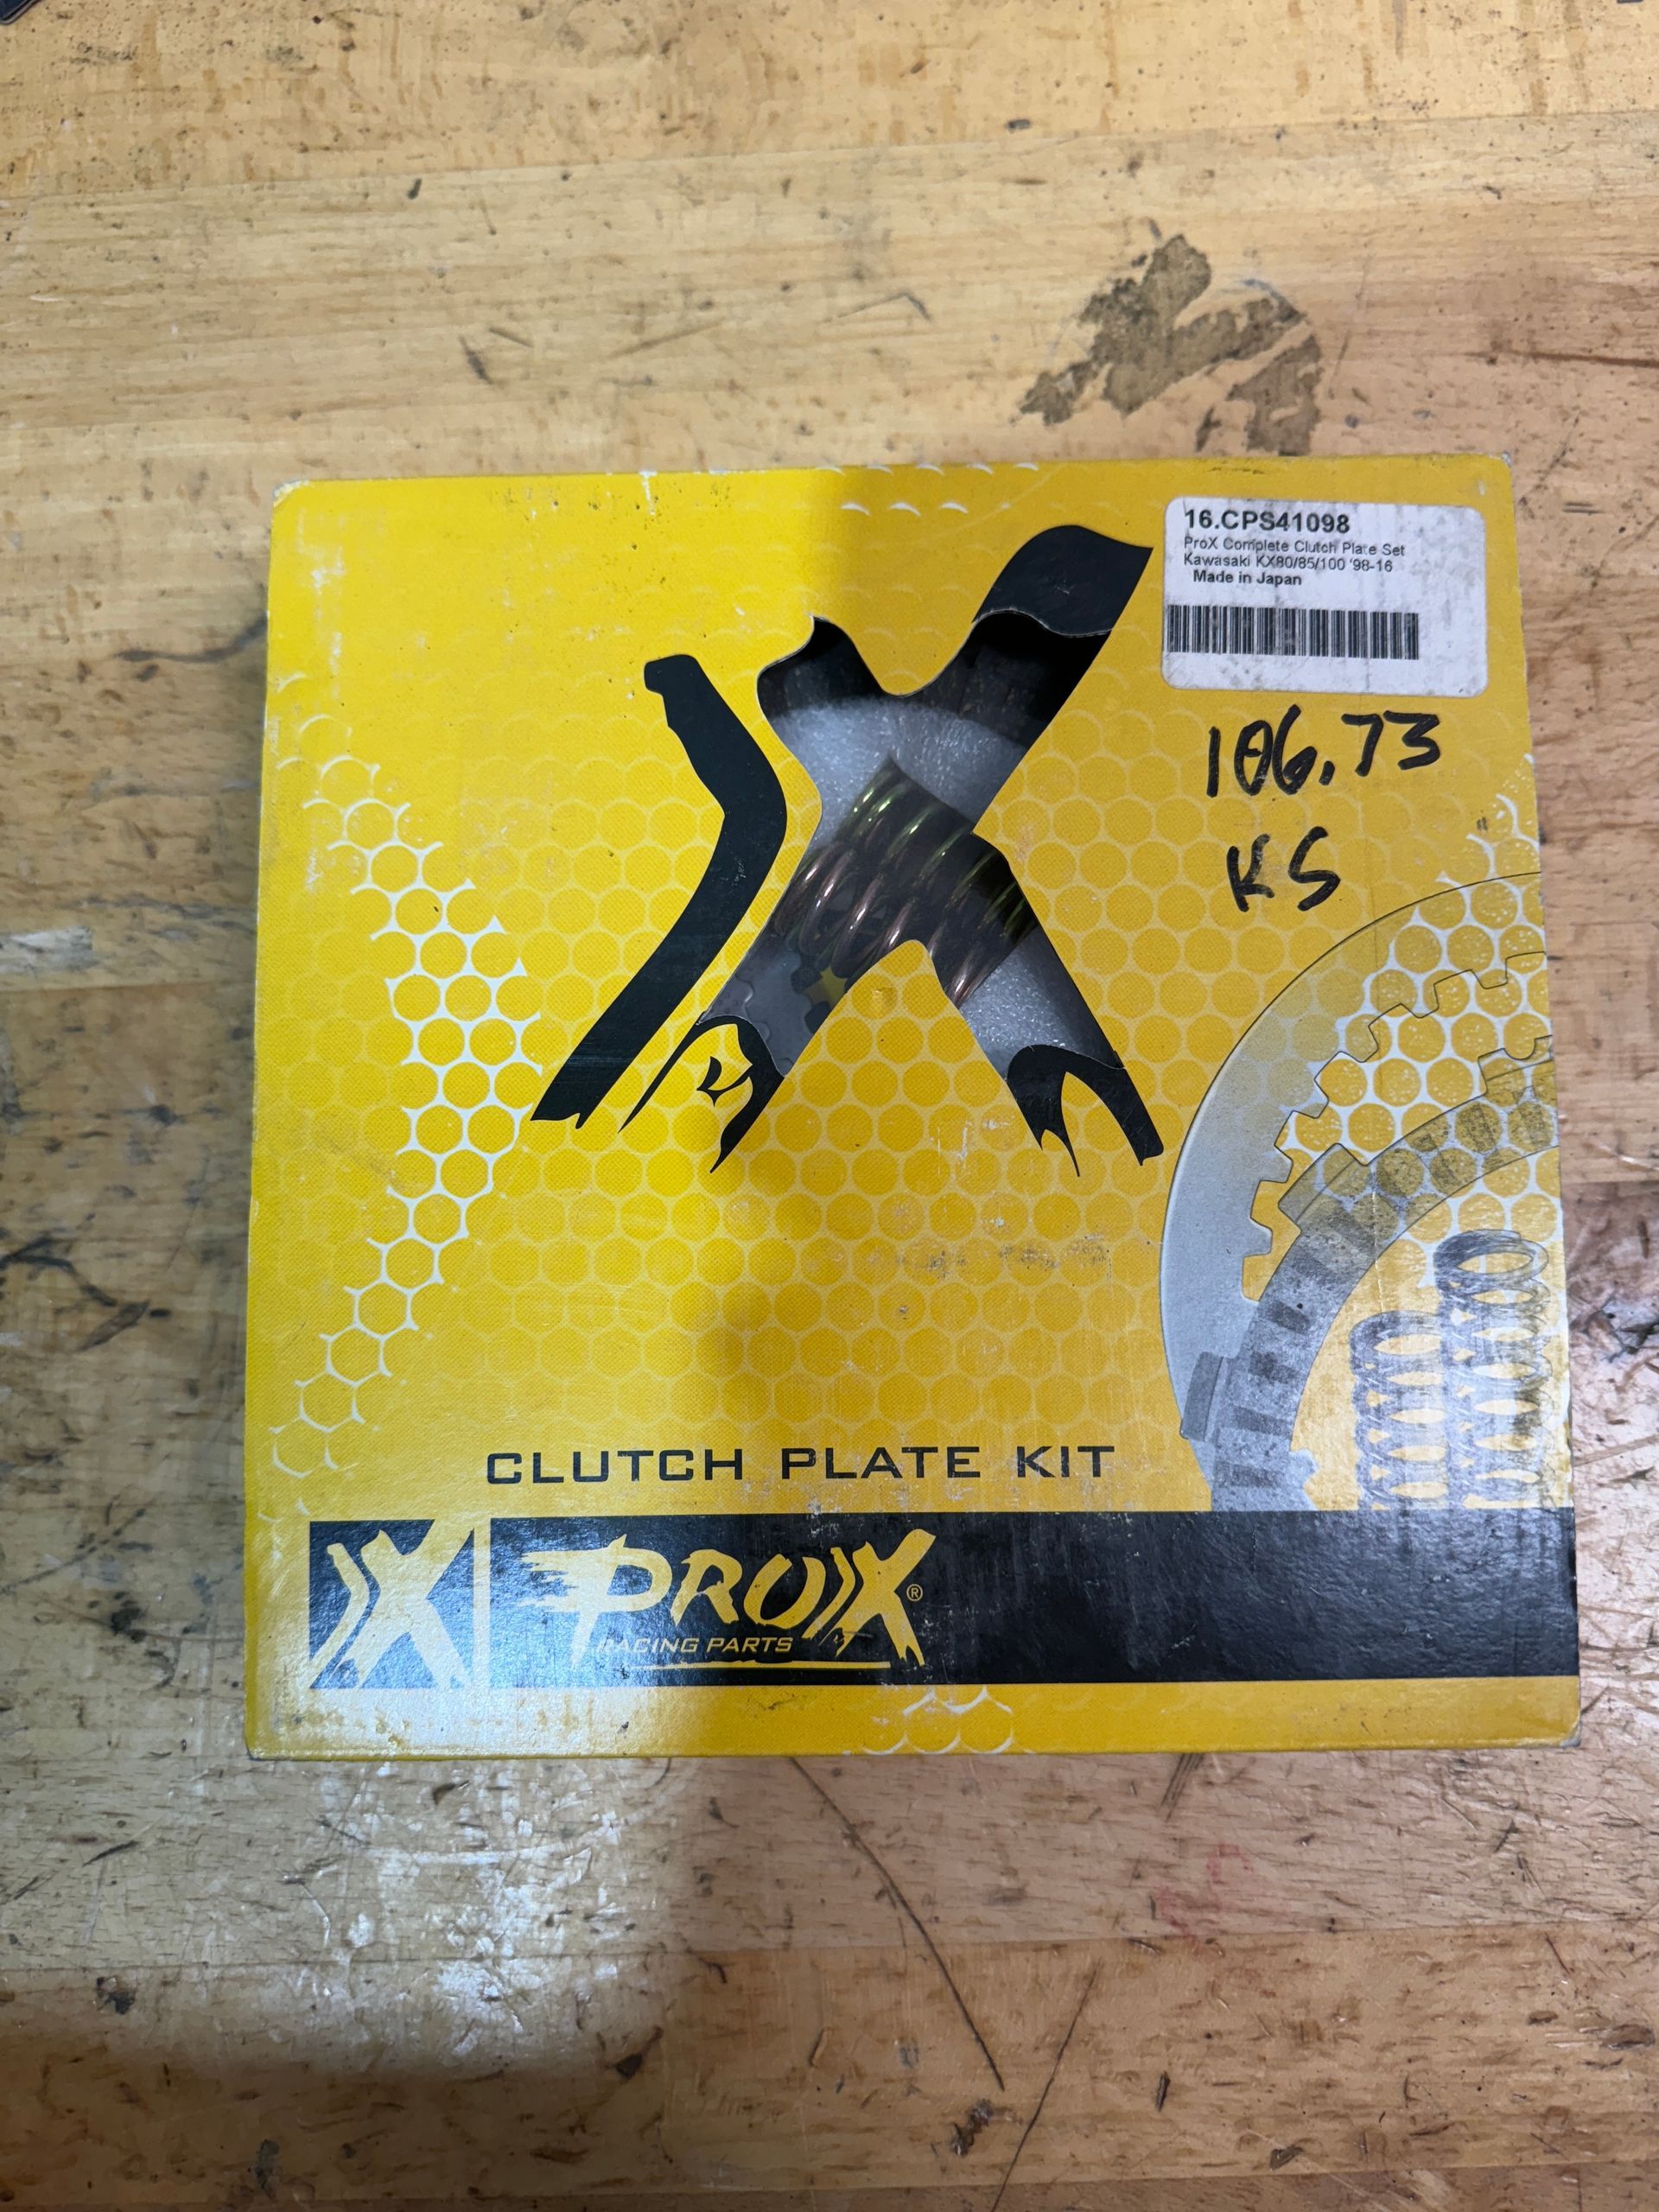 16.CPS41098
ProX Complete Clutch Plate Set
Kawasaki KX80/85/100 '98-16
Made in Japan
106.73
KS
CLUTCH PLATE KIT
PROX®
RACING PARTS